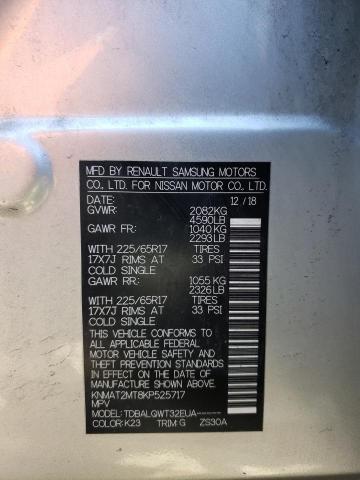 MFD BY RENAULT SAMSUNG MOTORS
CO., LTD. FOR NISSAN MOTOR CO., LTD.
DATE: 12 / 18
GVWR: 2082KG
4590LB
GAWR FR: 1040 KG
2293LB
WITH 225/65R17 TIRES
17X7J RIMS AT 33 PSI
COLD SINGLE
GAWR RR: 1055 KG
2326LB
WITH 225/65R17 TIRES
17X7J RIMS AT 33 PSI
COLD SINGLE
THIS VEHICLE CONFORMS TO
ALL APPLICABLE FEDERAL
MOTOR VEHICLE SAFETY AND
THEFT PREVENTION STANDARDS
IN EFFECT ON THE DATE OF
MANUFACTURE SHOWN ABOVE.
KNMAT2MT8KP525717
MPV
MODEL: TDBALGWT32EUA
COLOR: K23 TRIM: G ZS30A